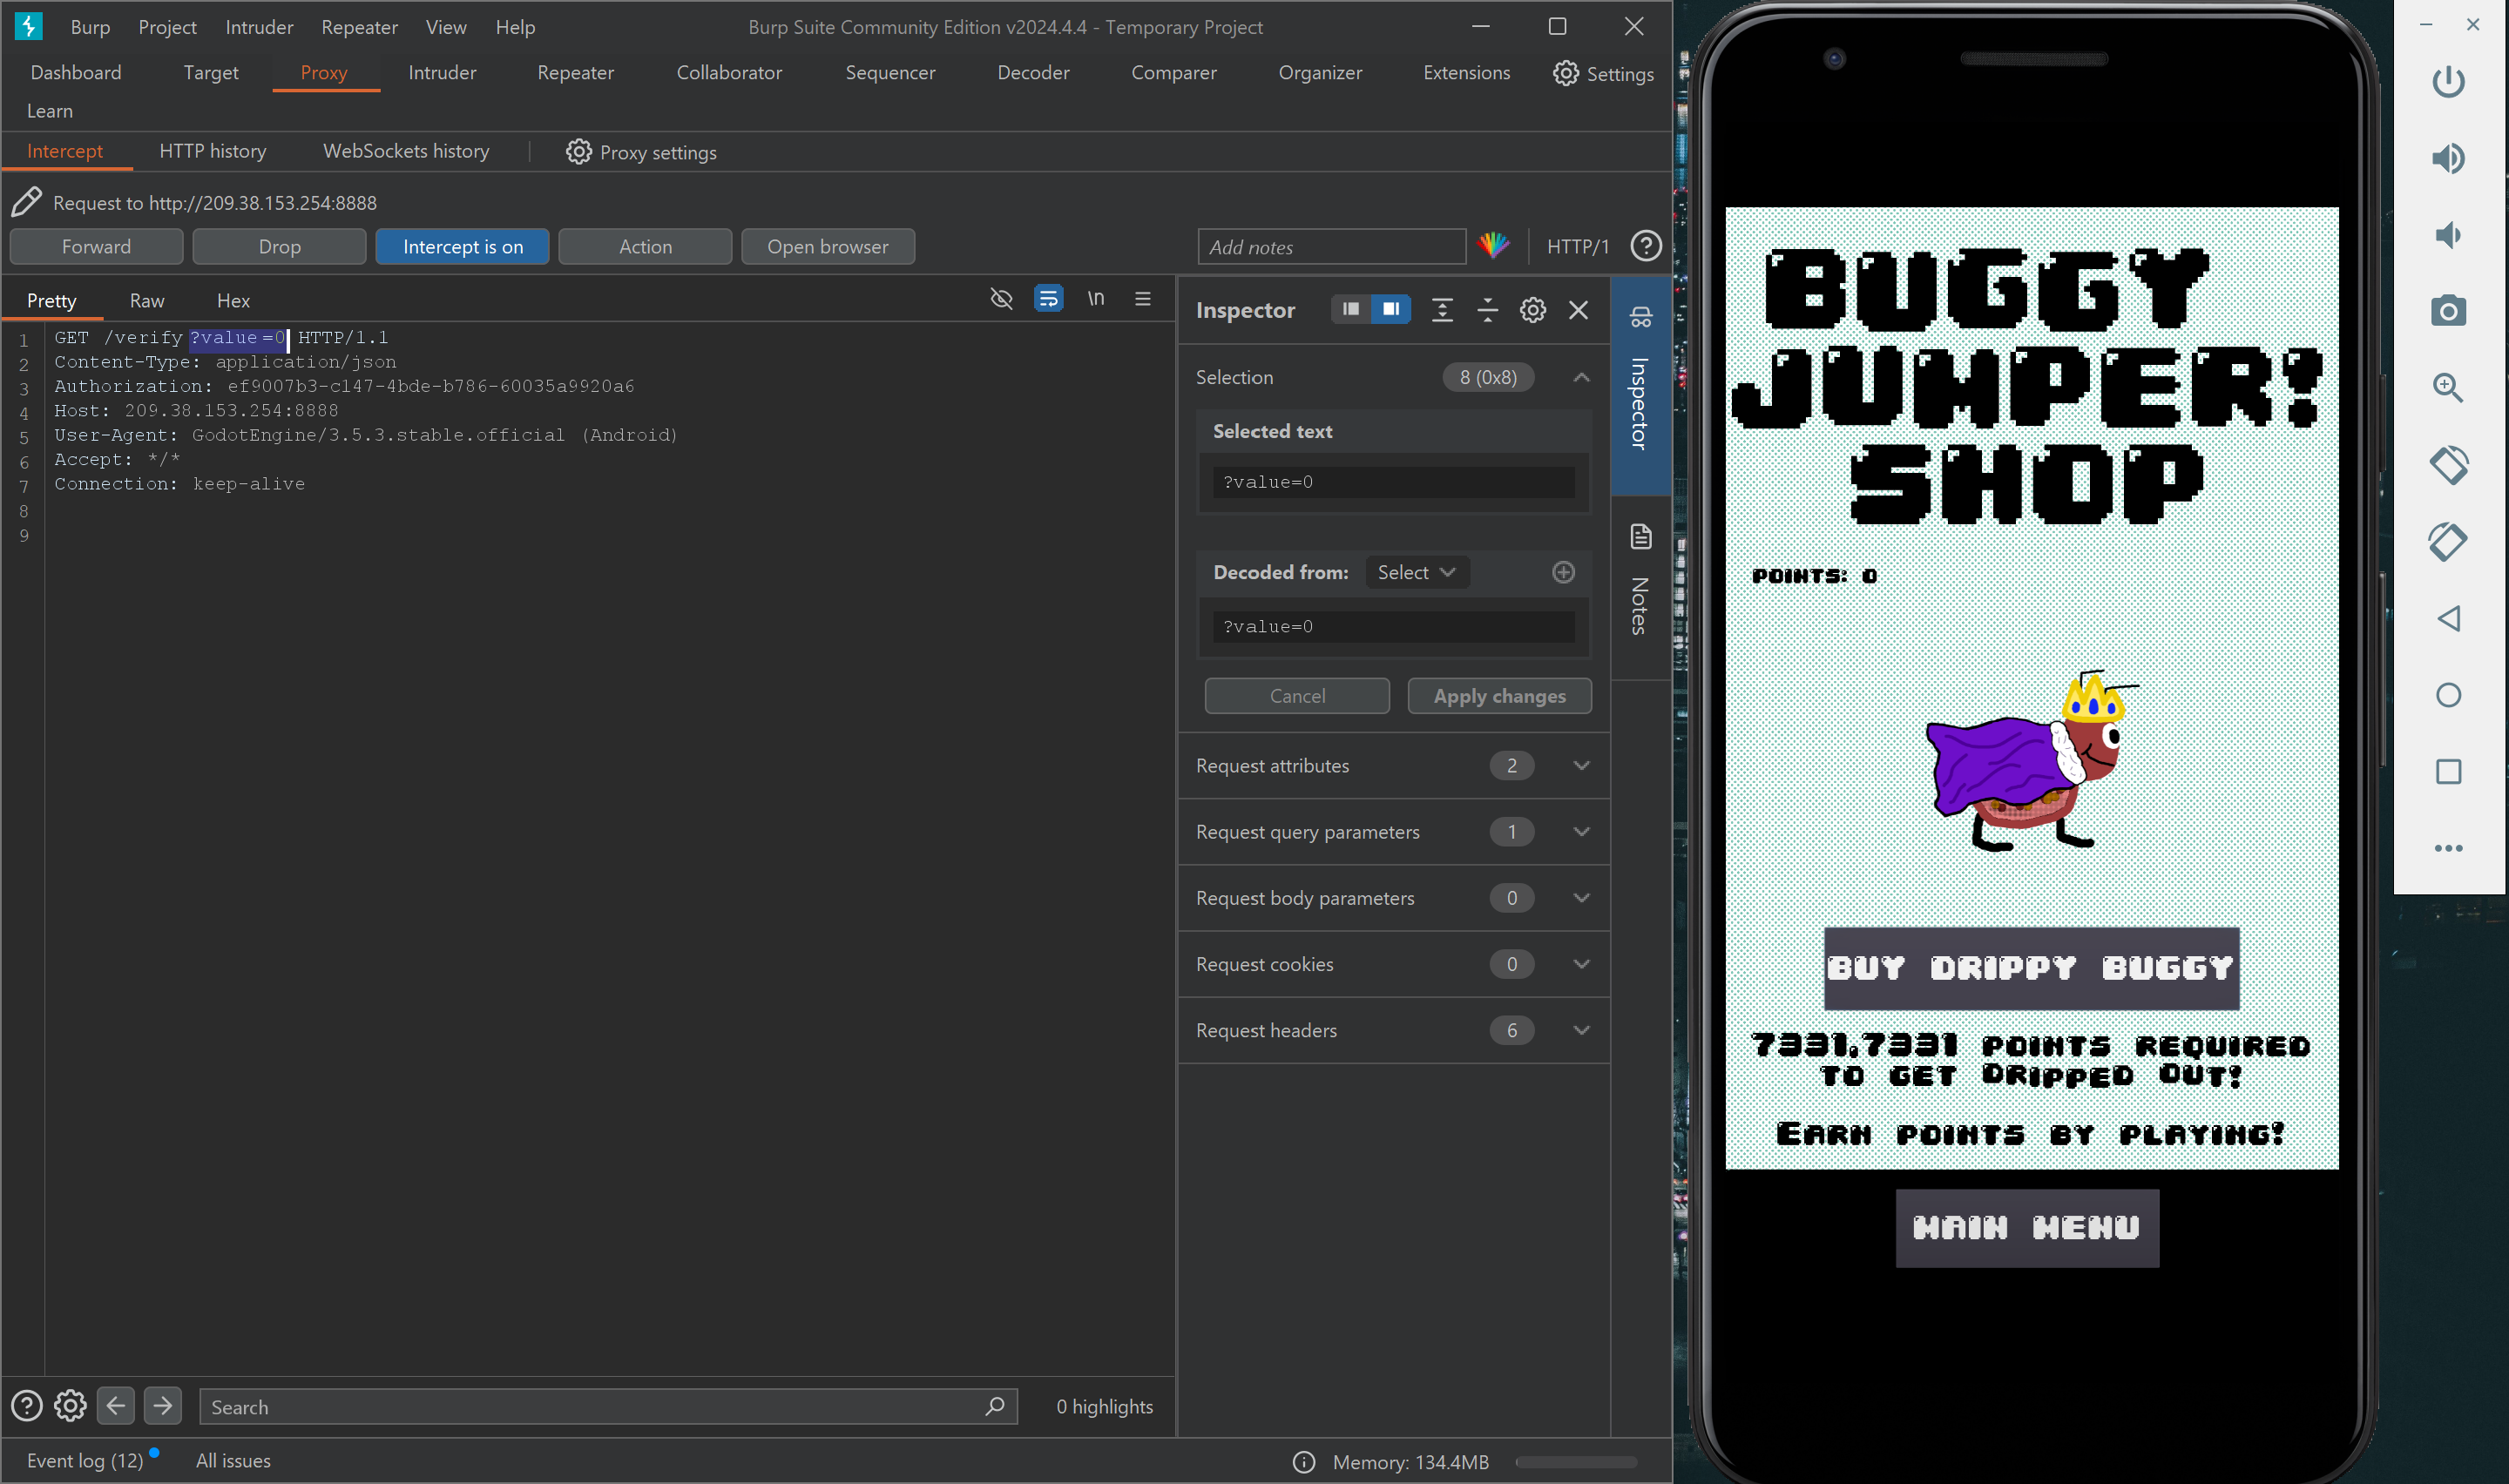 Burp Project Intruder Repeater View Help Burp Suite Community Edition v2024.4.4 - Temporary Project
Dashboard Target Proxy Intruder Repeater Collaborator Sequencer Decoder Comparer Organizer Extensions Settings
Learn
Intercept HTTP history WebSockets history Proxy settings
Request to http://209.38.153.254:8888
Forward Drop Intercept is on Action Open browser Add notes HTTP/1
Pretty Raw Hex \n
1 GET /verify?value=0 HTTP/1.1
2 Content-Type: application/json
3 Authorization: ef9007b3-c147-4bde-b786-60035a9920a6
4 Host: 209.38.153.254:8888
5 User-Agent: GodotEngine/3.5.3.stable.official (Android)
6 Accept: */*
7 Connection: keep-alive
8
9
Inspector
Selection 8 (0x8)
Selected text
?value=0
Decoded from: Select
?value=0
Cancel Apply changes
Request attributes 2
Request query parameters 1
Request body parameters 0
Request cookies 0
Request headers 6
Inspector
Notes
Search 0 highlights
Event log (12) All issues Memory: 134.4MB
BUGGY
JUMPER!
SHOP
POINTS: 0
BUY DRIPPY BUGGY
7331,7331 POINTS REQUIRED
TO GET DRIPPED OUT!
EARN POINTS BY PLAYING!
MAIN MENU